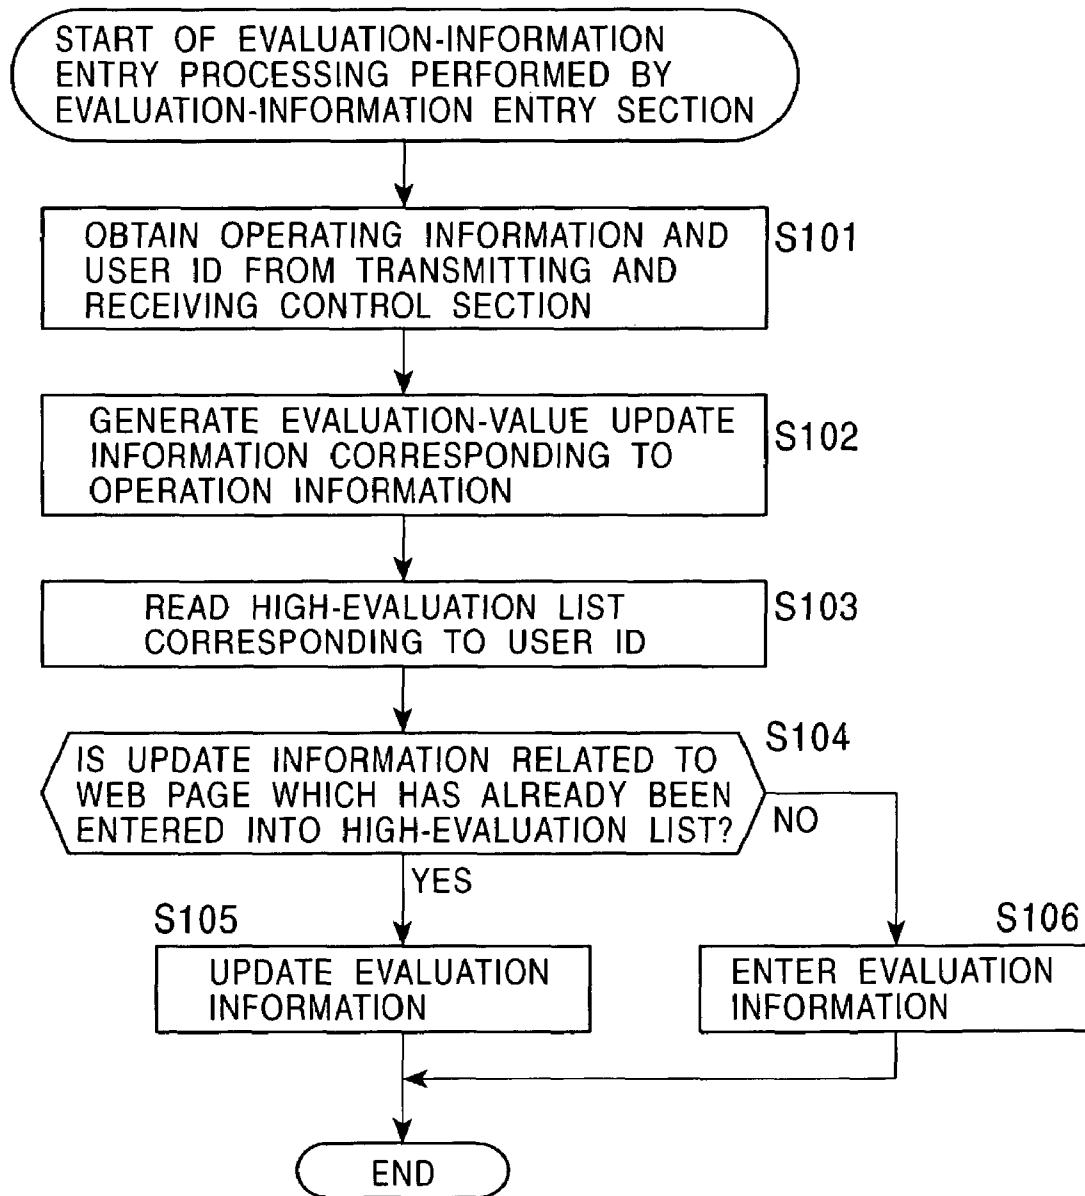 START OF EVALUATION-INFORMATION
ENTRY PROCESSING PERFORMED BY
EVALUATION-INFORMATION ENTRY SECTION
OBTAIN OPERATING INFORMATION AND
USER ID FROM TRANSMITTING AND
RECEIVING CONTROL SECTION
S101
GENERATE EVALUATION-VALUE UPDATE
INFORMATION CORRESPONDING TO
OPERATION INFORMATION
S102
READ HIGH-EVALUATION LIST
CORRESPONDING TO USER ID
S103
S104
IS UPDATE INFORMATION RELATED TO
WEB PAGE WHICH HAS ALREADY BEEN
ENTERED INTO HIGH-EVALUATION LIST?
NO
YES
S105
UPDATE EVALUATION
INFORMATION
S106
ENTER EVALUATION
INFORMATION
END